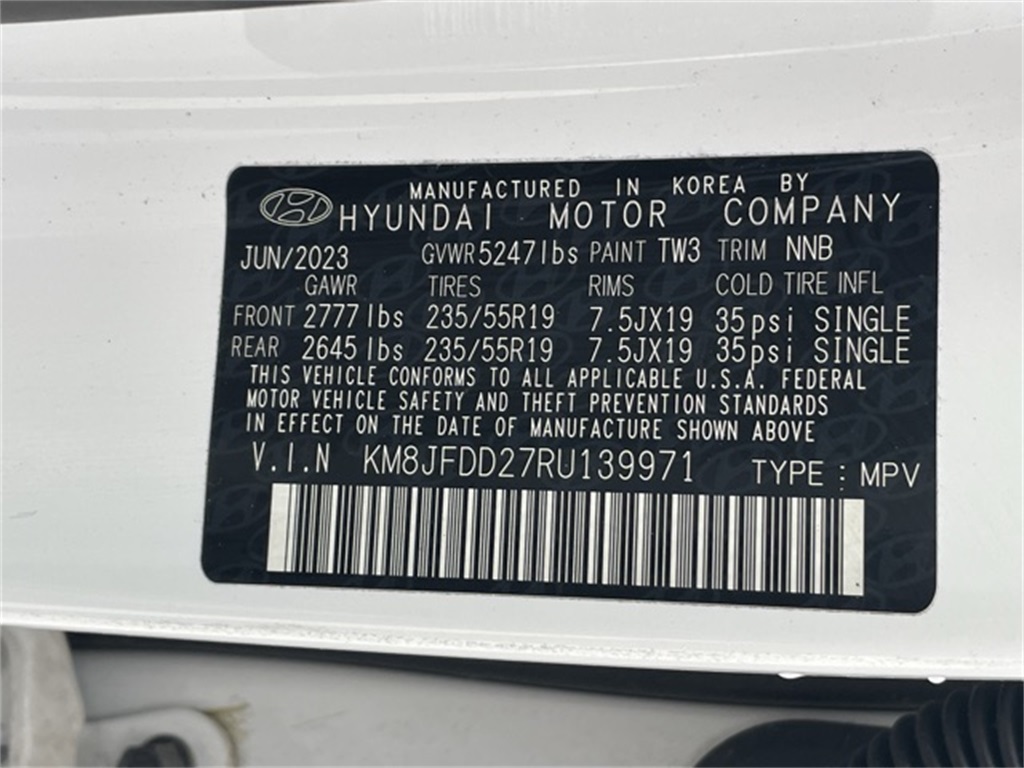 MANUFACTURED IN KOREA BY
HYUNDAI MOTOR COMPANY
JUN/2023 GVWR 5247lbs PAINT TW3 TRIM NNB
GAWR TIRES RIMS COLD TIRE INFL
FRONT 2777lbs 235/55R19 7.5JX19 35psi SINGLE
REAR 2645lbs 235/55R19 7.5JX19 35psi SINGLE
THIS VEHICLE CONFORMS TO ALL APPLICABLE U.S.A. FEDERAL
MOTOR VEHICLE SAFETY AND THEFT PREVENTION STANDARDS
IN EFFECT ON THE DATE OF MANUFACTURE SHOWN ABOVE
V.I.N KM8JFDD27RU139971 TYPE : MPV